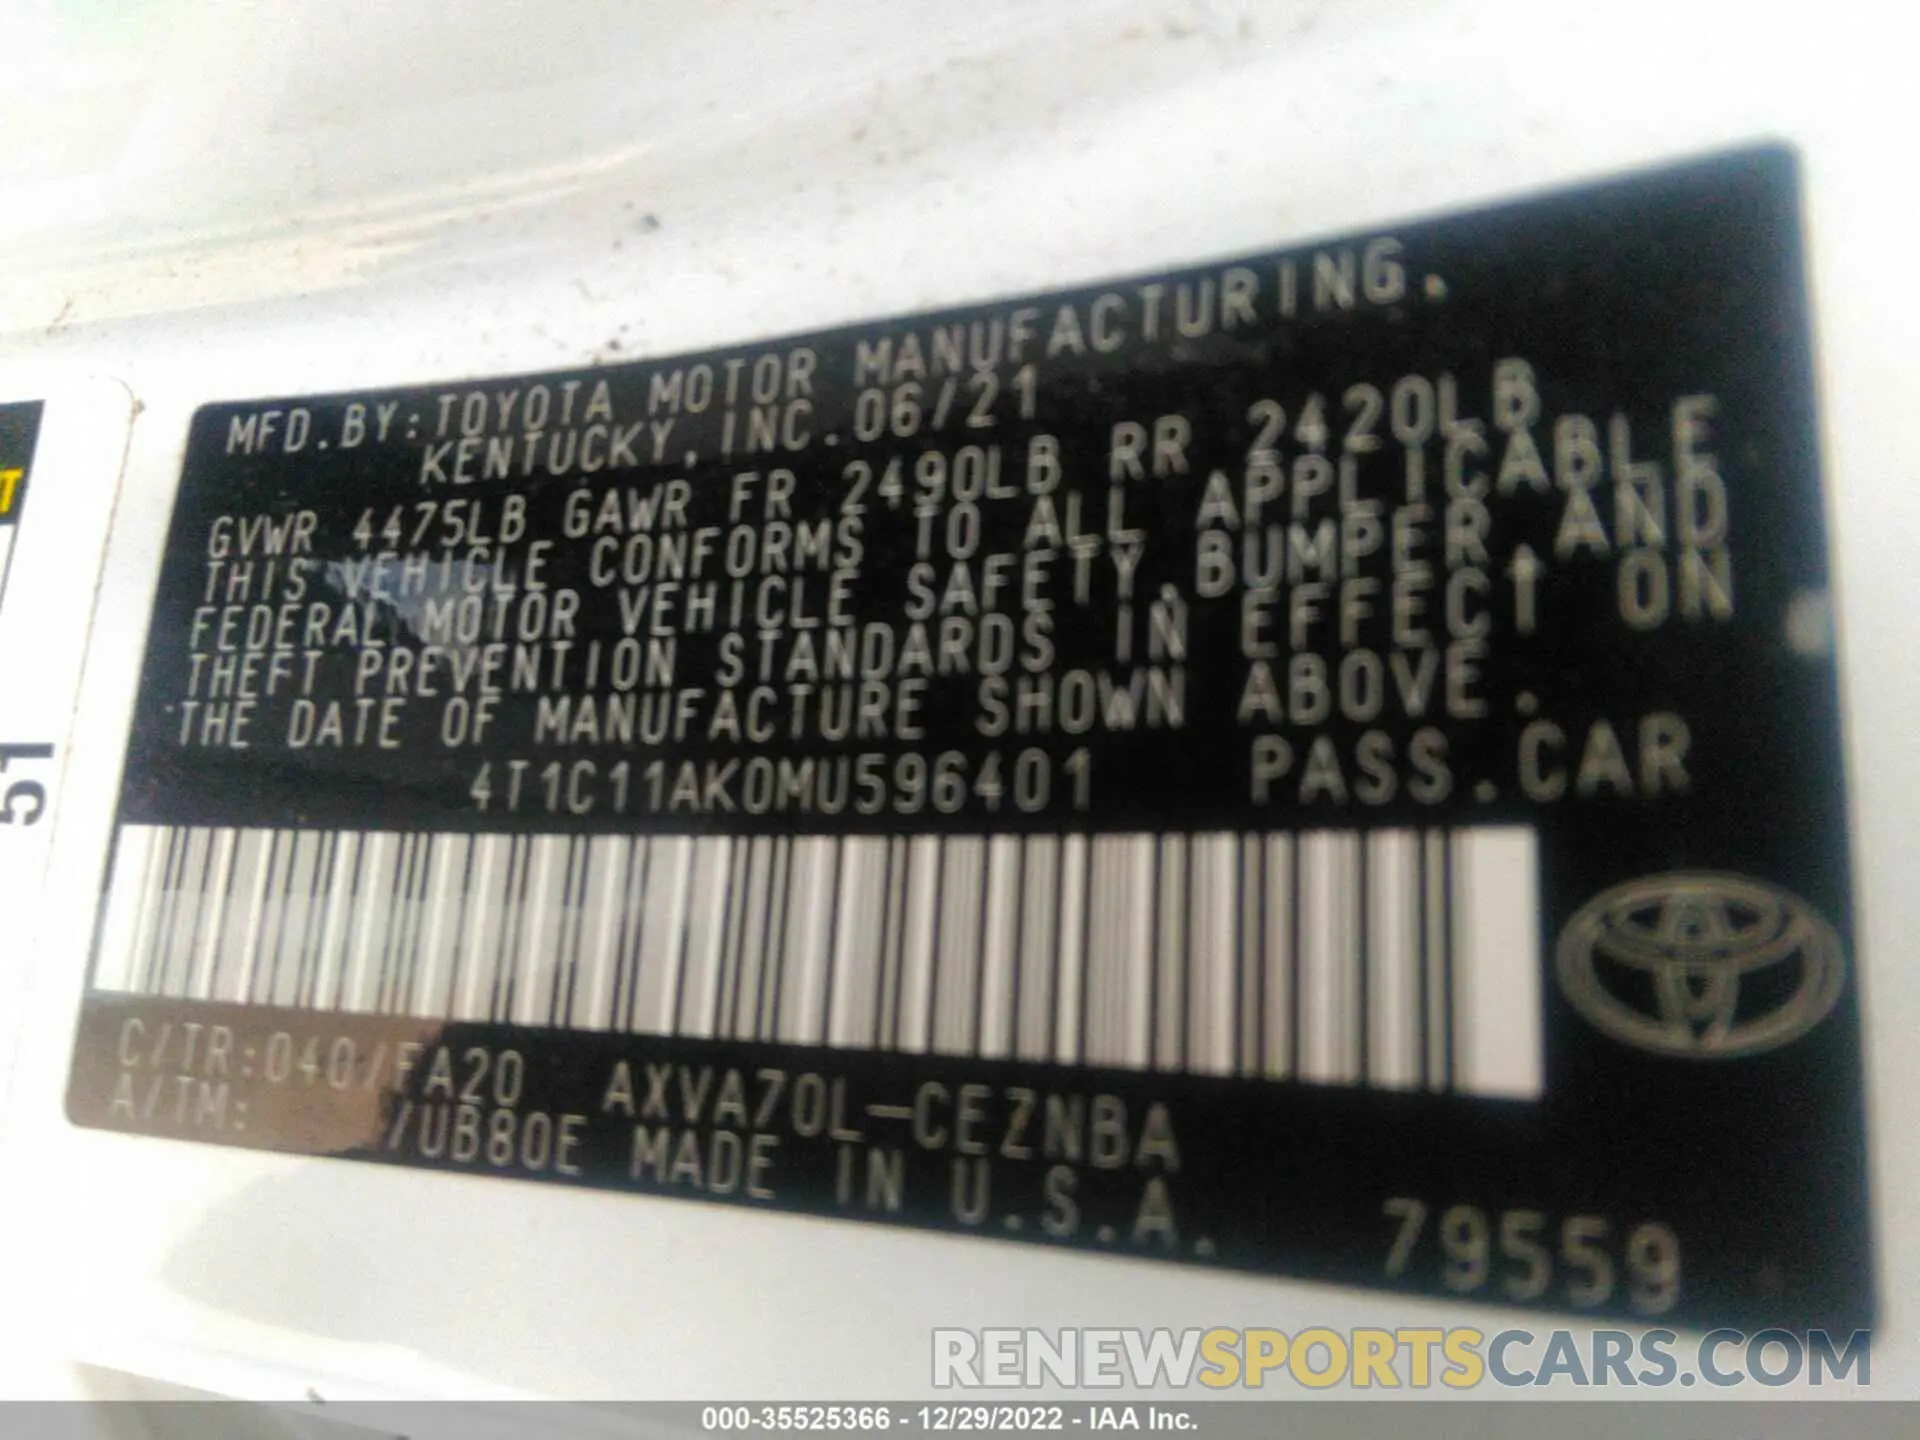 MFD.BY:TOYOTA MOTOR MANUFACTURING.
KENTUCKY, INC.06/21
GVWR 4475LB GAWR FR 2490LB RR 2420LB
THIS VEHICLE CONFORMS TO ALL APPLICABLE
FEDERAL MOTOR VEHICLE SAFETY,BUMPER AND
THEFT PREVENTION STANDARDS IN EFFECT ON
THE DATE OF MANUFACTURE SHOWN ABOVE.
4T1C11AK0MU596401 PASS.CAR
C/TR:040/FA20 AXVA70L-CEZNBA
A/TM: /UB80E MADE IN U.S.A.
79559
T
51
RENEWSPORTSCARS.COM
000-35525366 - 12/29/2022 - IAA Inc.